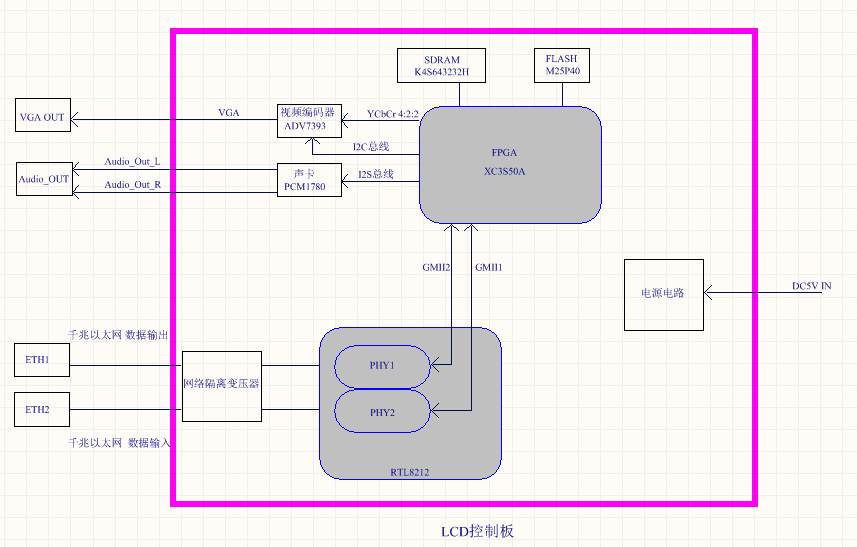 SDRAM
K4S643232H
FLASH
M25P40
VGA OUT
VGA
视频编码器
ADV7393
YCbCr 4:2:2
I2C总线
FPGA
XC3S50A
Audio_OUT
Audio_Out_L
Audio_Out_R
声卡
PCM1780
I2S总线
GMII2
GMII1
电源电路
DC5V IN
千兆以太网 数据输出
ETH1
网络隔离变压器
PHY1
ETH2
PHY2
千兆以太网 数据输入
RTL8212
LCD控制板